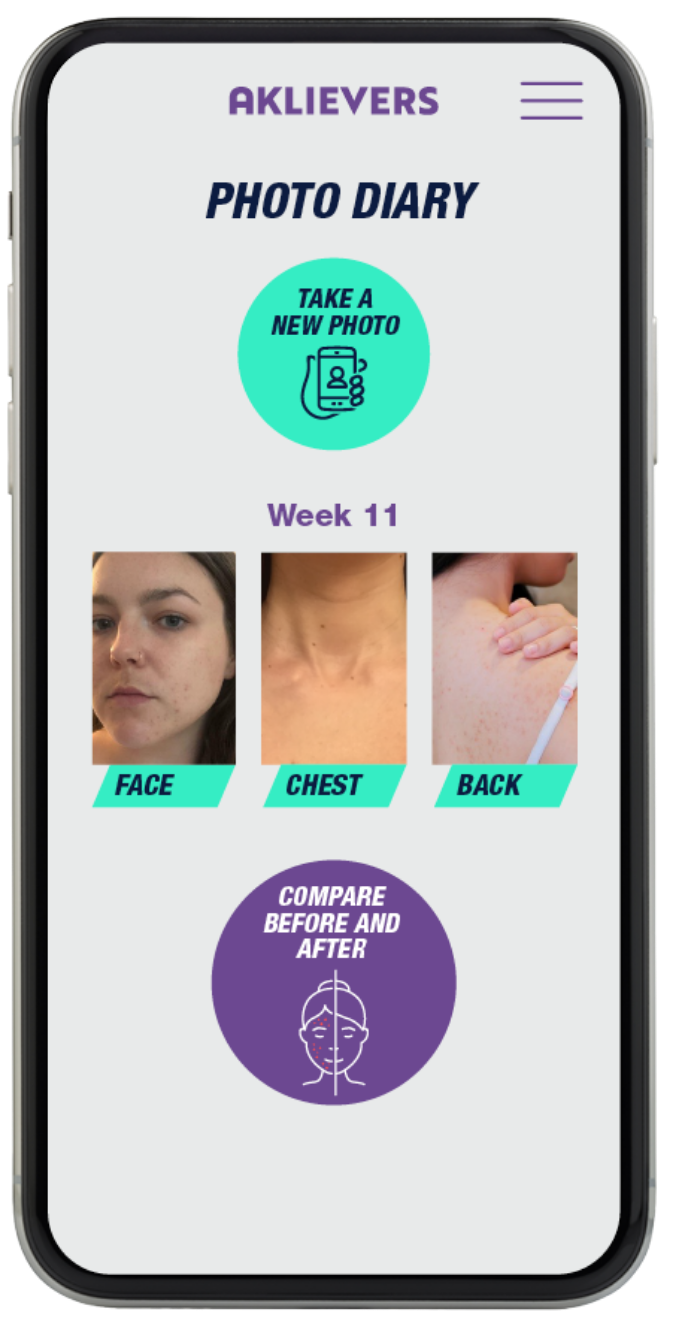 AKLIEVERS
PHOTO DIARY
TAKE A
NEW PHOTO
Week 11
FACE
CHEST
BACK
COMPARE
BEFORE AND
AFTER